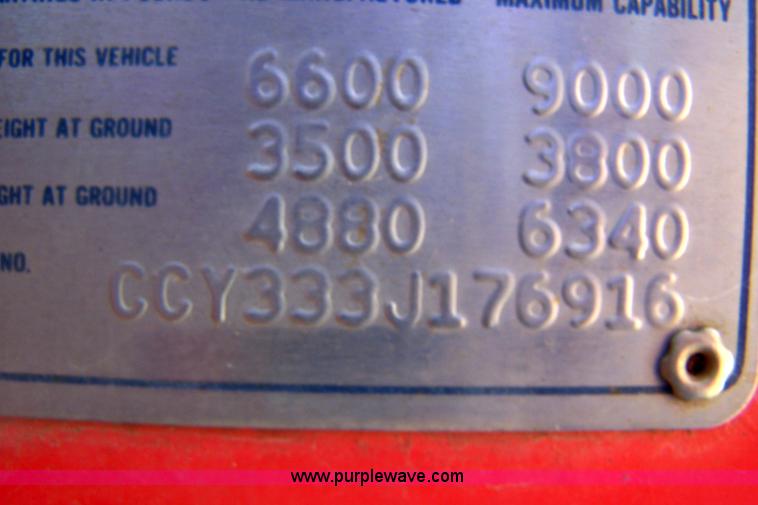 MAXIMUM CAPABILITY
FOR THIS VEHICLE 6600 9000
EIGHT AT GROUND 3500 3800
GHT AT GROUND 4880 6340
NO. CCY333J176916
www.purplewave.com